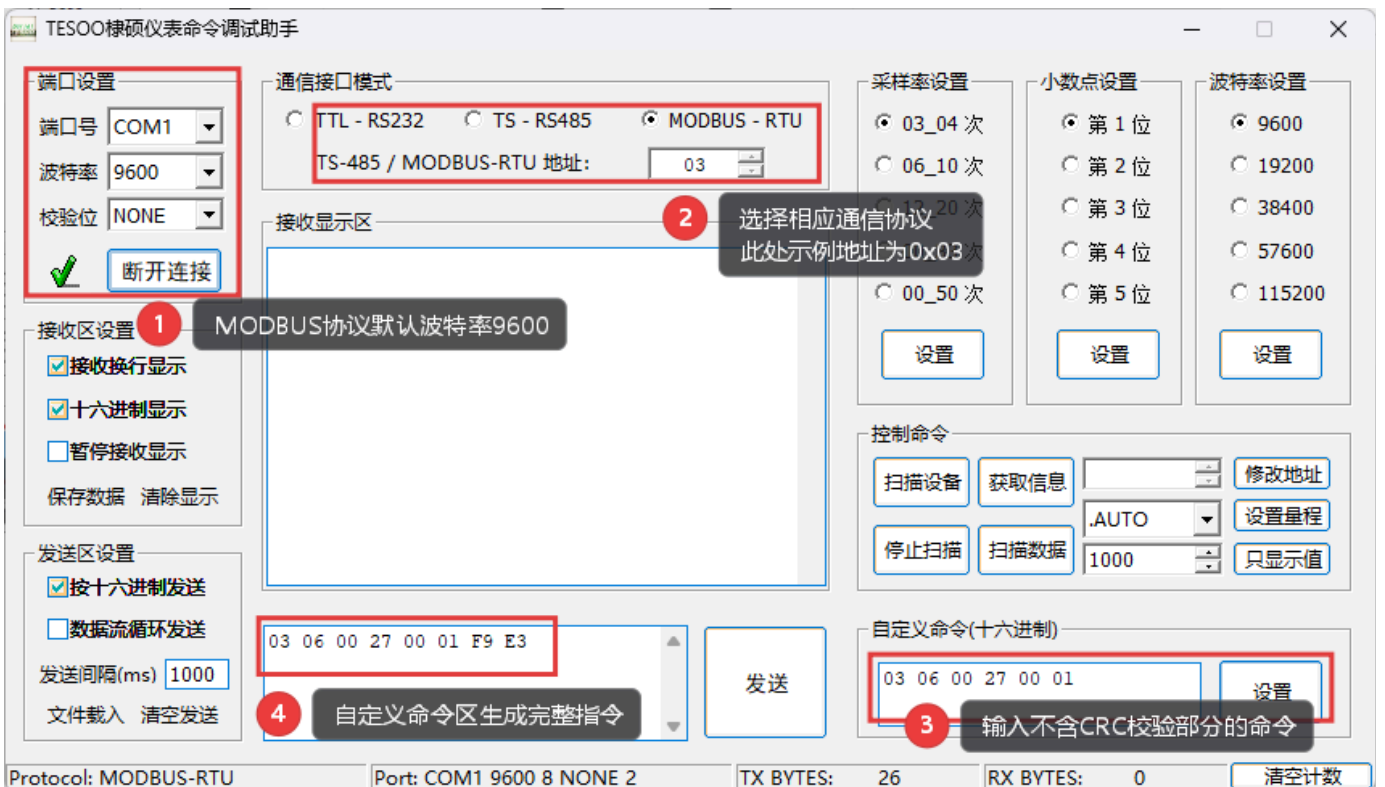 TESOO棣硕仪表命令调试助手
端口设置
端口号 COM1
波特率 9600
校验位 NONE
断开连接
通信接口模式
TTL - RS232 TS - RS485 MODBUS - RTU
TS-485 / MODBUS-RTU 地址: 03
采样率设置
03_04 次
06_10 次
00_50 次
设置
小数点设置
第 1 位
第 2 位
第 3 位
第 4 位
第 5 位
设置
波特率设置
9600
19200
38400
57600
115200
设置
2
选择相应通信协议
此处示例地址为0x03
接收显示区
1
MODBUS协议默认波特率9600
接收区设置
接收换行显示
十六进制显示
暂停接收显示
保存数据 清除显示
控制命令
扫描设备 获取信息 修改地址
.AUTO 设置量程
停止扫描 扫描数据 1000 只显示值
发送区设置
按十六进制发送
数据流循环发送
发送间隔(ms) 1000
文件载入 清空发送
03 06 00 27 00 01 F9 E3
4
自定义命令区生成完整指令
发送
自定义命令(十六进制)
03 06 00 27 00 01
设置
3
输入不含CRC校验部分的命令
Protocol: MODBUS-RTU Port: COM1 9600 8 NONE 2 TX BYTES: 26 RX BYTES: 0 清空计数